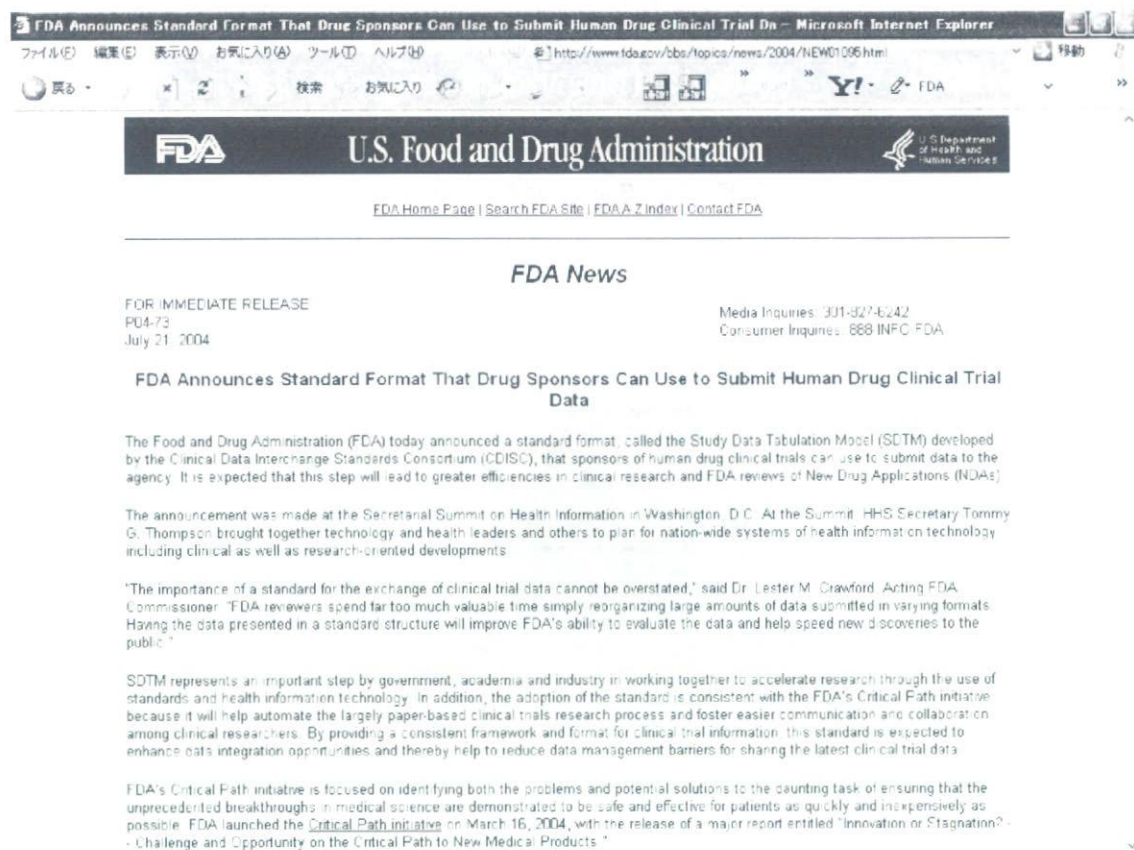 FDA Announces Standard Format That Drug Sponsors Can Use to Submit Human Drug Clinical Trial Da - Microsoft Internet Explorer
ファイル(F) 編集(E) 表示(V) お気に入り(A) ツール(T) ヘルプ(H) http://www.fda.gov/bbs/topics/news/2004/NEW01095.html 移動
戻る 検索 お気に入り Y! FDA
FDA U.S. Food and Drug Administration U.S. Department
of Health and
Human Services
FDA Home Page | Search FDA Site | FDA A-Z Index | Contact FDA
FDA News
FOR IMMEDIATE RELEASE
P04-73
July 21, 2004
Media Inquiries: 301-827-6242
Consumer Inquiries: 888-INFO-FDA
FDA Announces Standard Format That Drug Sponsors Can Use to Submit Human Drug Clinical Trial
Data
The Food and Drug Administration (FDA) today announced a standard format, called the Study Data Tabulation Model (SDTM) developed
by the Clinical Data Interchange Standards Consortium (CDISC), that sponsors of human drug clinical trials can use to submit data to the
agency. It is expected that this step will lead to greater efficiencies in clinical research and FDA reviews of New Drug Applications (NDAs).
The announcement was made at the Secretarial Summit on Health Information in Washington, D.C. At the Summit, HHS Secretary Tommy
G. Thompson brought together technology and health leaders and others to plan for nation-wide systems of health information technology
including clinical as well as research-oriented developments.
"The importance of a standard for the exchange of clinical trial data cannot be overstated," said Dr. Lester M. Crawford, Acting FDA
Commissioner. "FDA reviewers spend far too much valuable time simply reorganizing large amounts of data submitted in varying formats.
Having the data presented in a standard structure will improve FDA's ability to evaluate the data and help speed new discoveries to the
public."
SDTM represents an important step by government, academia and industry in working together to accelerate research through the use of
standards and health information technology. In addition, the adoption of the standard is consistent with the FDA's Critical Path initiative
because it will help automate the largely paper-based clinical trials research process and foster easier communication and collaboration
among clinical researchers. By providing a consistent framework and format for clinical trial information, this standard is expected to
enhance data integration opportunities and thereby help to reduce data management barriers for sharing the latest clinical trial data.
FDA's Critical Path initiative is focused on identifying both the problems and potential solutions to the daunting task of ensuring that the
unprecedented breakthroughs in medical science are demonstrated to be safe and effective for patients as quickly and inexpensively as
possible. FDA launched the Critical Path initiative on March 16, 2004, with the release of a major report entitled "Innovation or Stagnation? -
- Challenge and Opportunity on the Critical Path to New Medical Products."